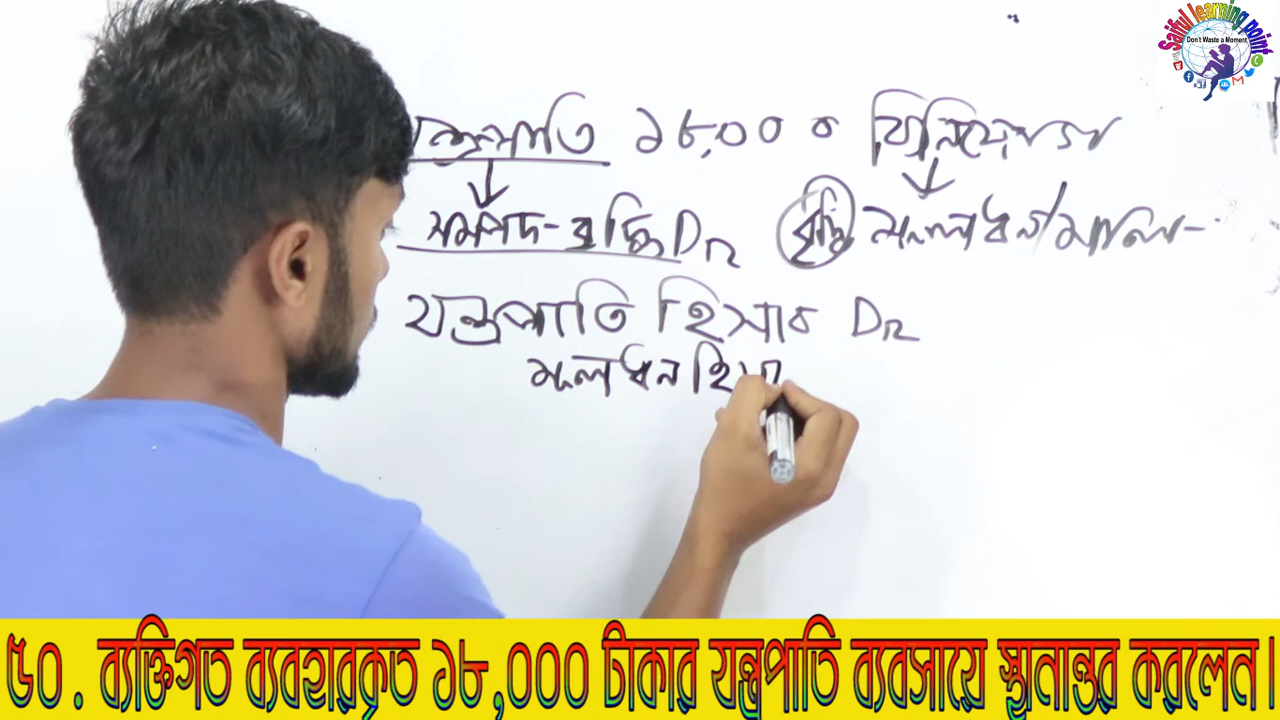 Saiful learning point
Don't Waste a Moment
যন্ত্রপাতি ১৮,০০০ বিনিয়োগ
সম্পদ-বৃদ্ধি Dr বৃদ্ধি মূলধন/মালি-
যন্ত্রপাতি হিসাব Dr
মূলধন হিসা
৫০. ব্যক্তিগত ব্যবহারকৃত ১৮,০০০ টাকার যন্ত্রপাতি ব্যবসায়ে স্থানান্তর করলেন।